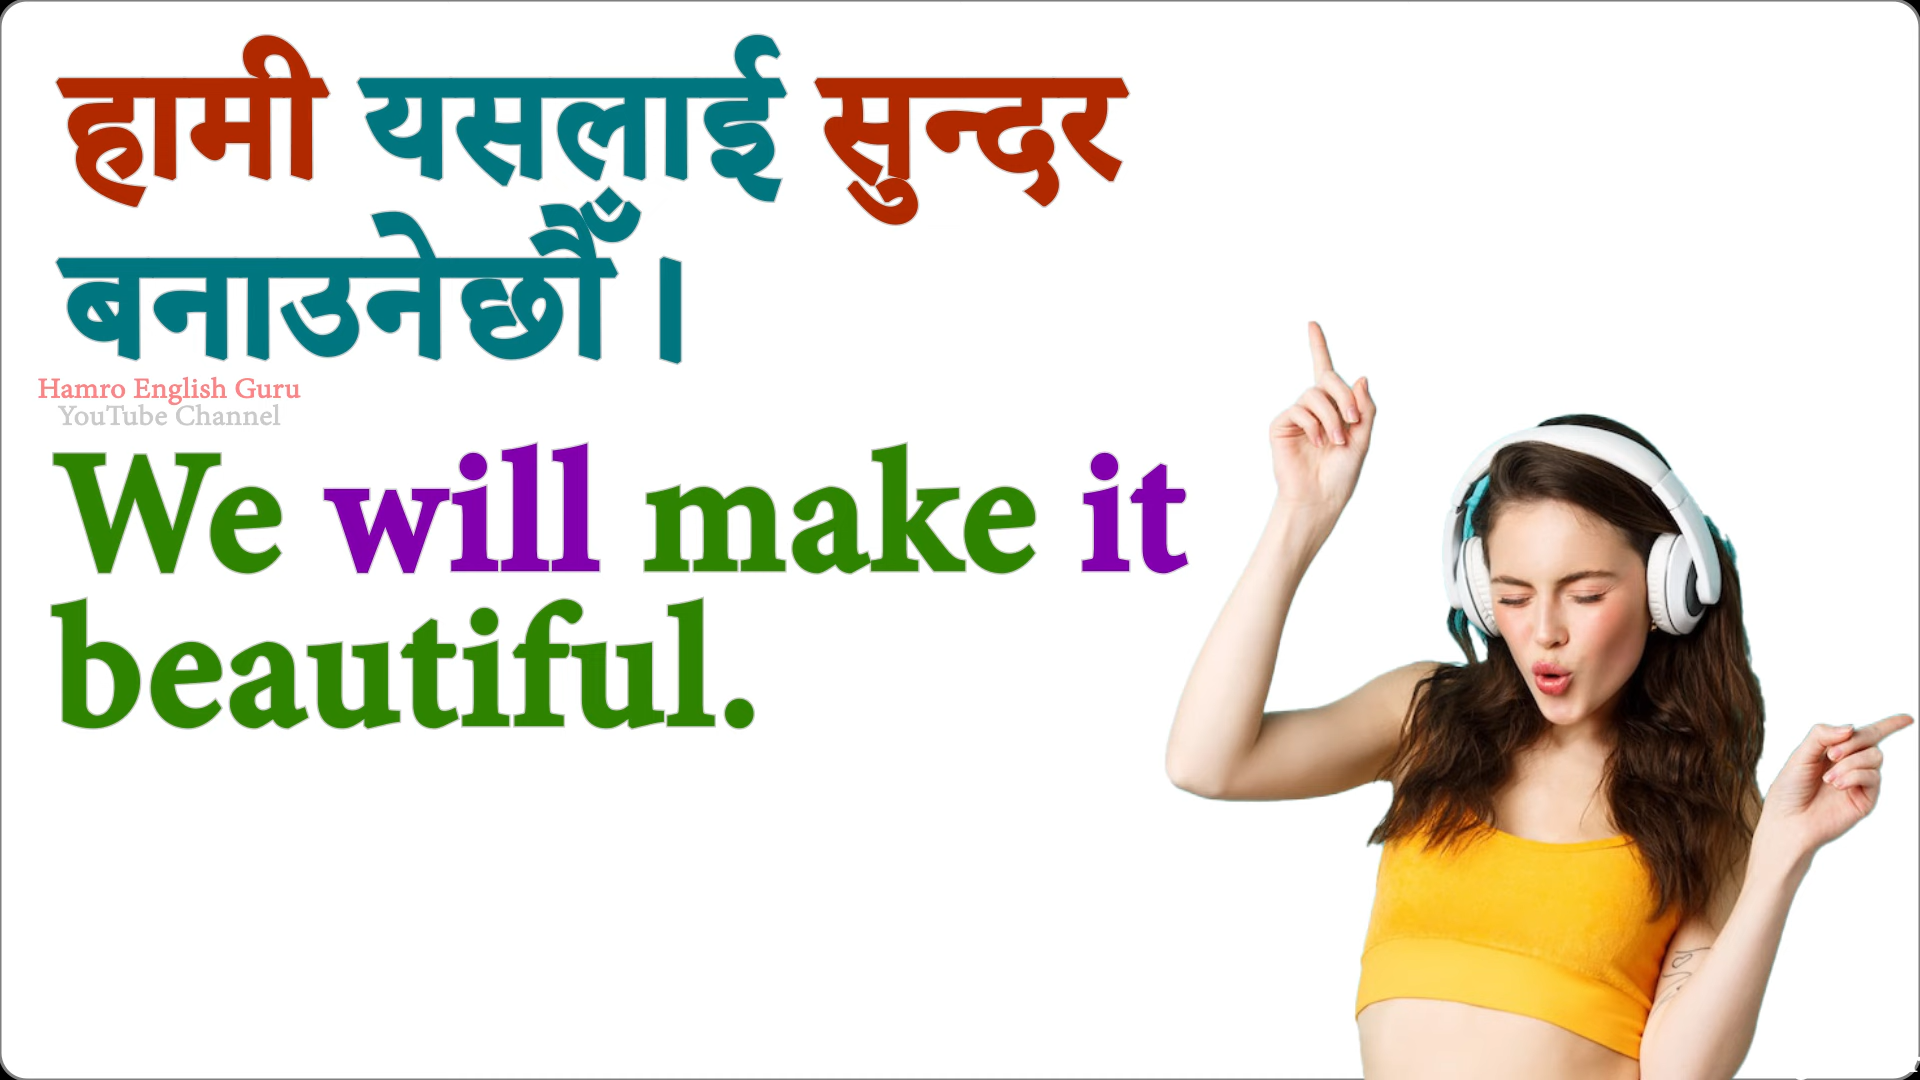 हामी यसलाई सुन्दर
बनाउनेछौँ ।
Hamro English Guru
YouTube Channel
We will make it
beautiful.